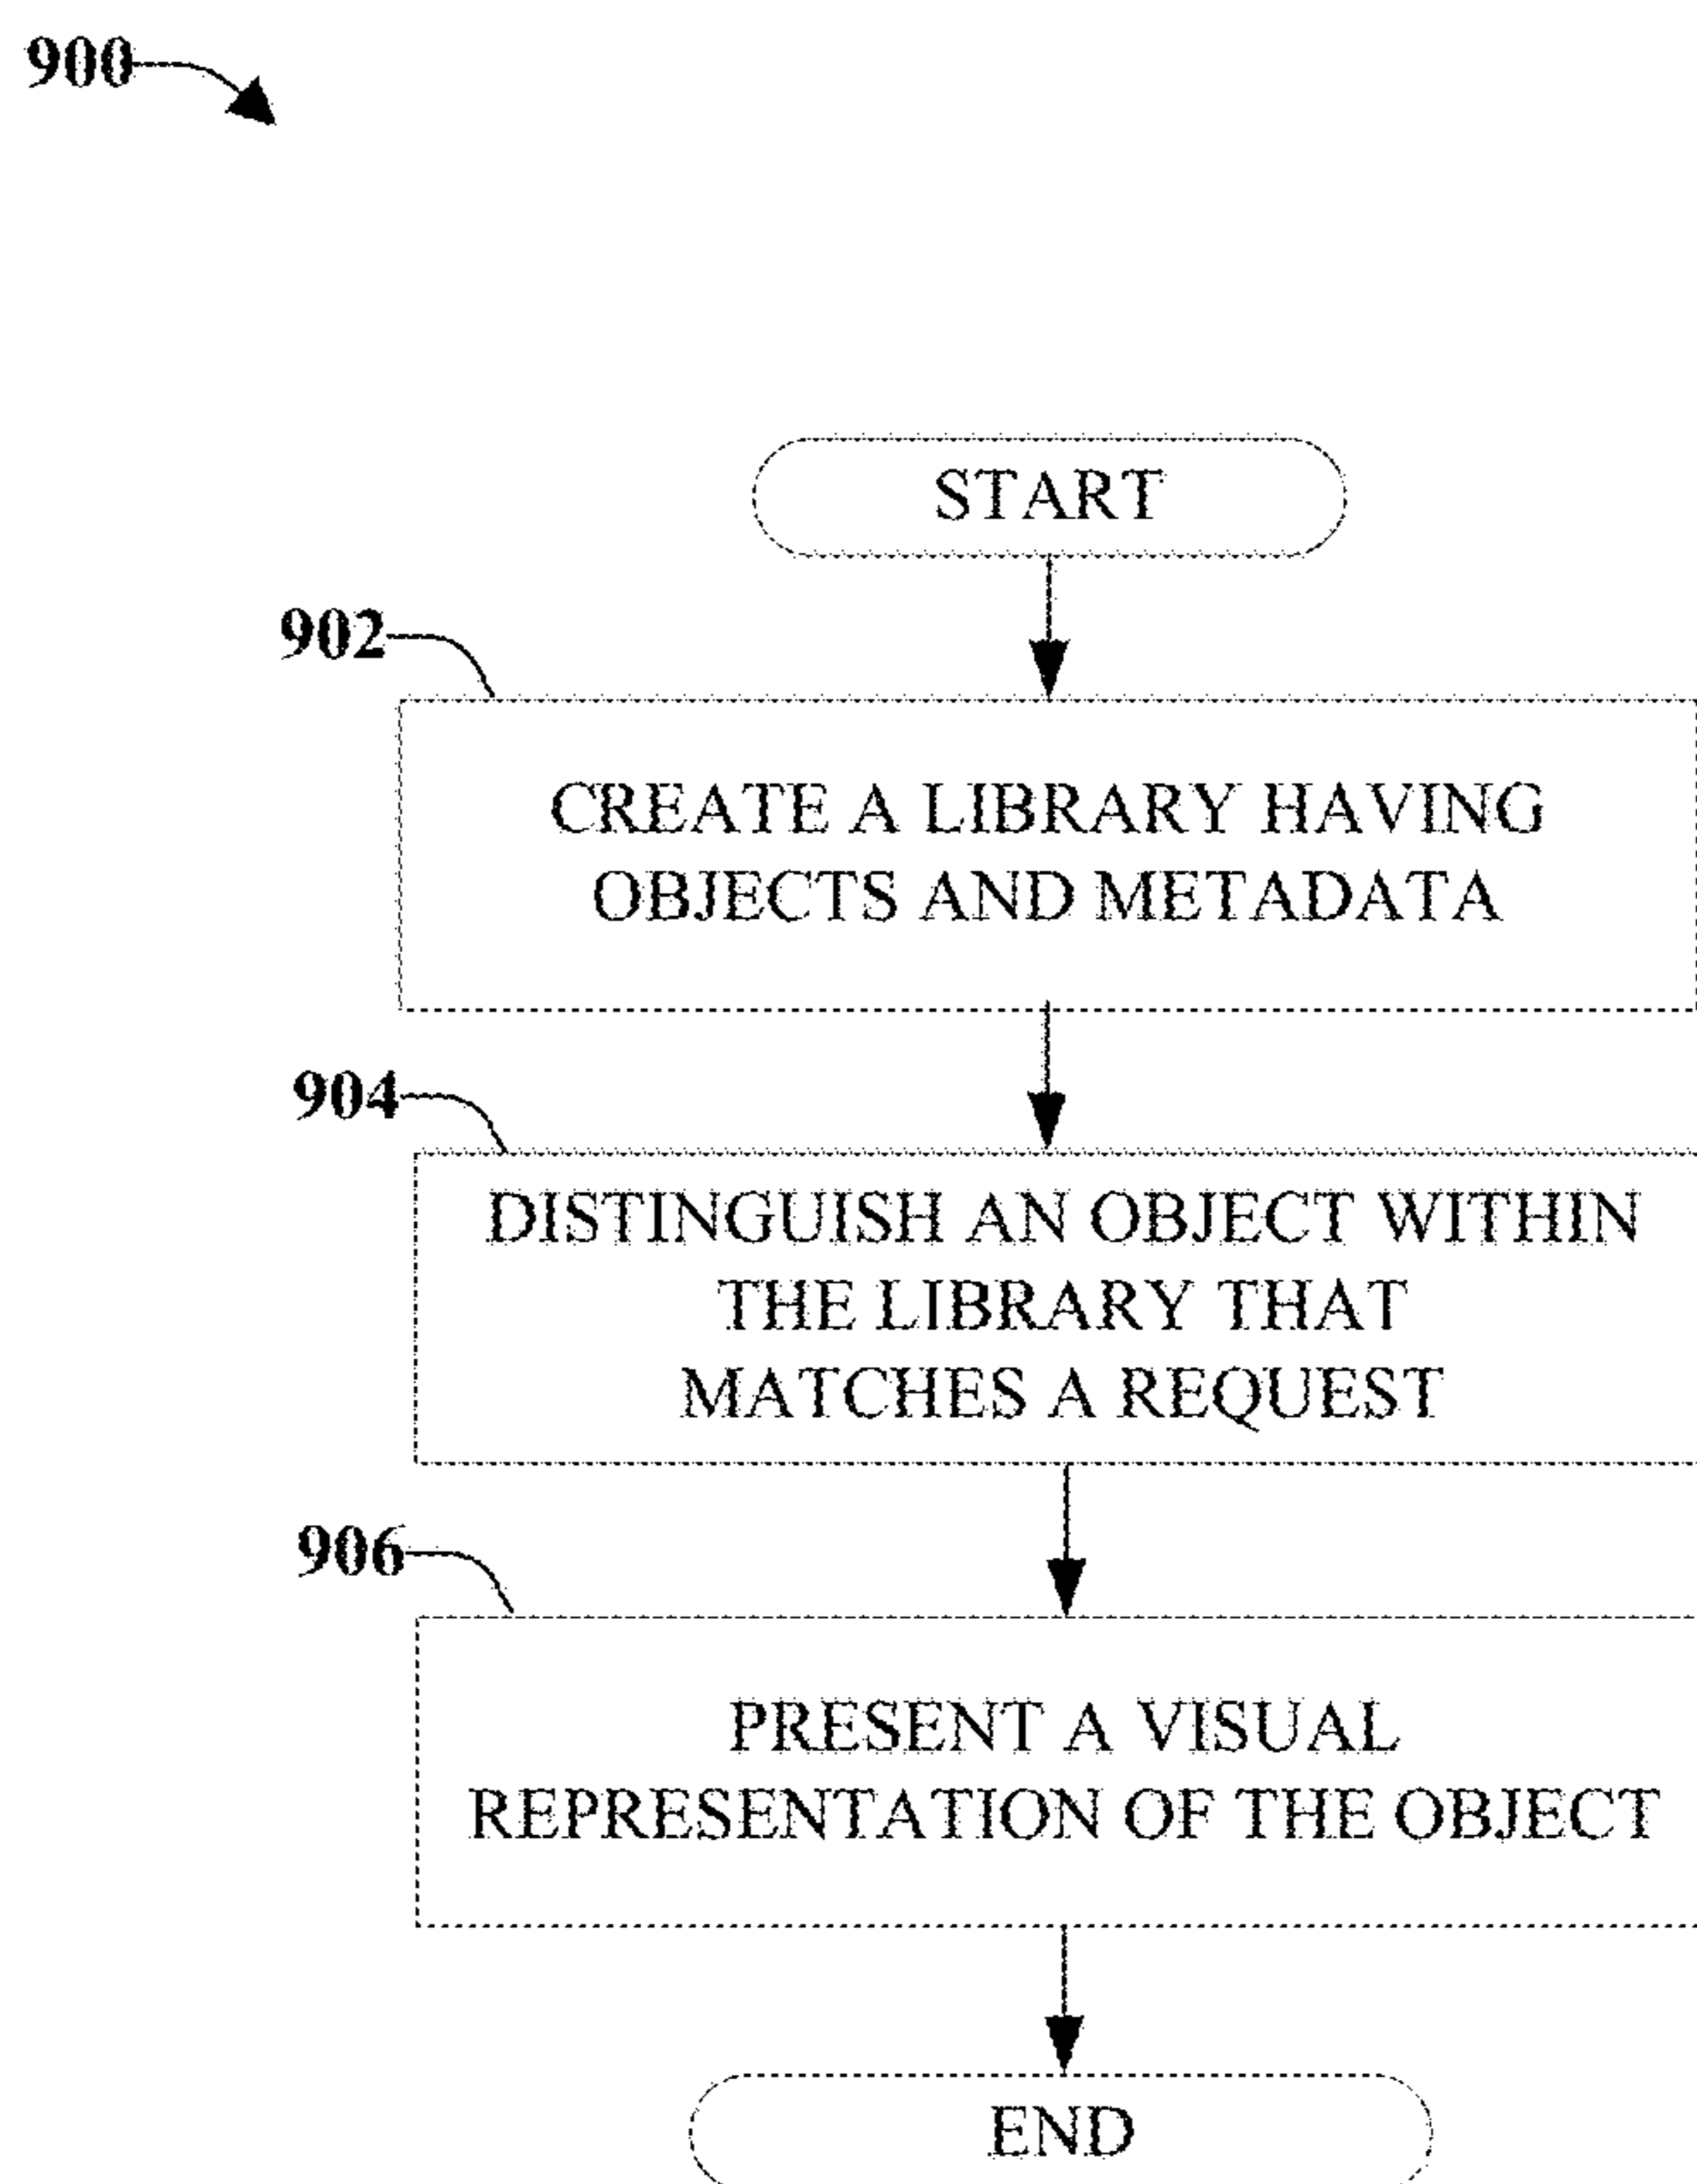 900
START
902
CREATE A LIBRARY HAVING
OBJECTS AND METADATA
904
DISTINGUISH AN OBJECT WITHIN
THE LIBRARY THAT
MATCHES A REQUEST
906
PRESENT A VISUAL
REPRESENTATION OF THE OBJECT
END